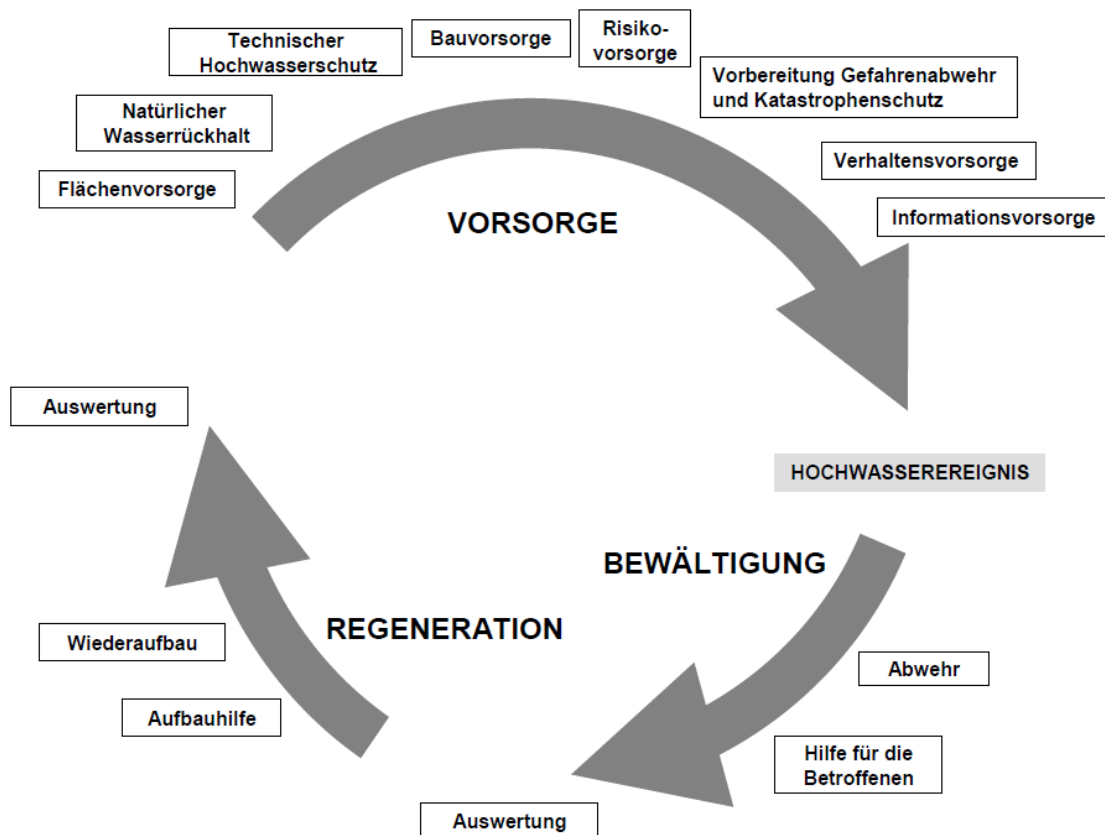 Technischer
Hochwasserschutz
Bauvorsorge
Risiko-
vorsorge
Vorbereitung Gefahrenabwehr
und Katastrophenschutz
Natürlicher
Wasserrückhalt
Verhaltensvorsorge
Flächenvorsorge
Informationsvorsorge
VORSORGE
Auswertung
HOCHWASSEREREIGNIS
BEWÄLTIGUNG
REGENERATION
Wiederaufbau
Abwehr
Aufbauhilfe
Hilfe für die
Betroffenen
Auswertung